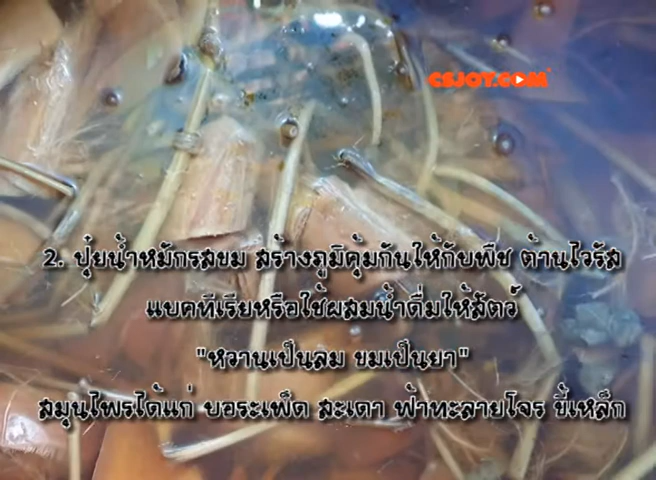 CSJOY.COM
2. ปุ๋ยน้ำหมักรสขม สร้างภูมิคุ้มกันให้กับพืช ต้านไวรัส
แบคทีเรียหรือใช้ผสมน้ำดื่มให้สัตว์
"หวานเป็นลม ขมเป็นยา"
สมุนไพรได้แก่ บอระเพ็ด สะเดา ฟ้าทะลายโจร ขี้เหล็ก